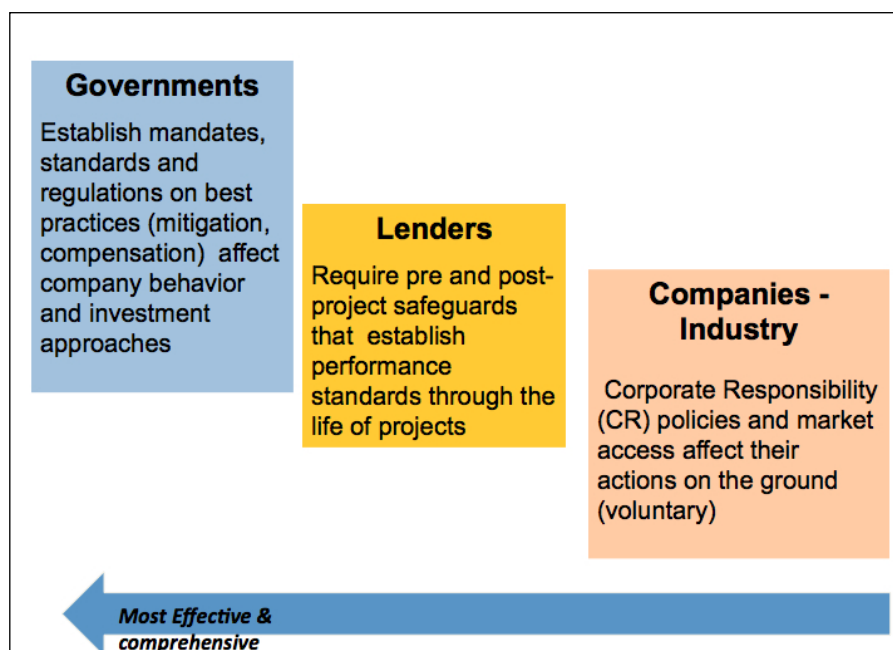 Governments
Establish mandates,
standards and
regulations on best
practices (mitigation,
compensation)  affect
company behavior
and investment
approaches
Lenders
Require pre and post-
project safeguards
that  establish
performance
standards through the
life of projects
Companies -
Industry
Corporate Responsibility
(CR) policies and market
access affect their
actions on the ground
(voluntary)
Most Effective &
comprehensive